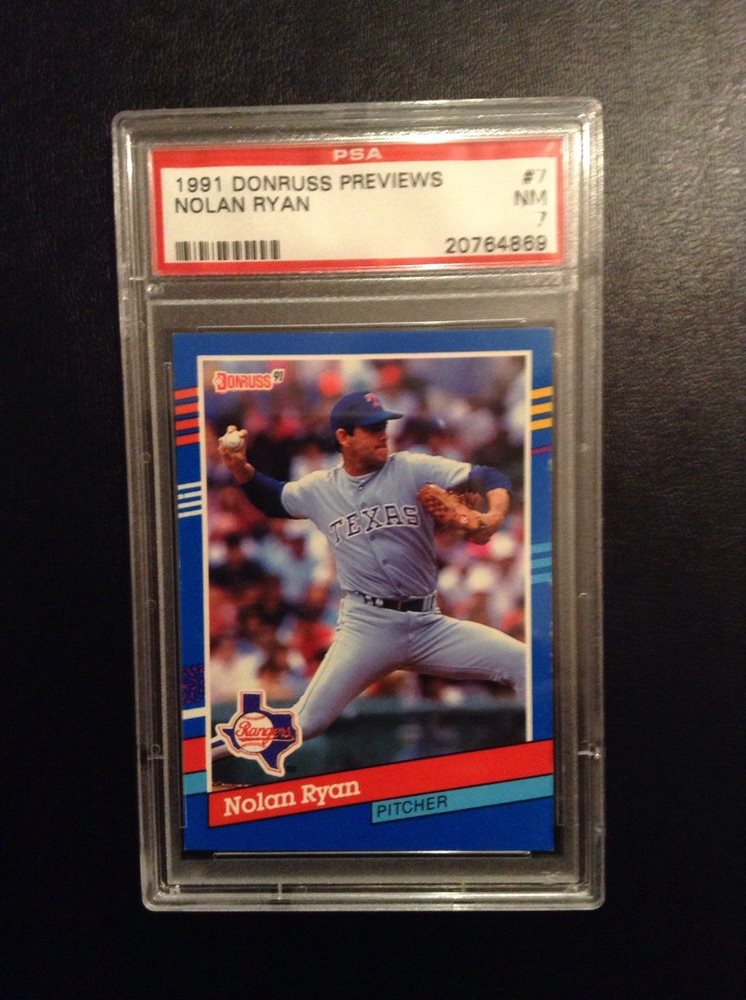 PSA
1991 DONRUSS PREVIEWS #7
NOLAN RYAN NM
7
20764869
DONRUSS 91
TEXAS
Rangers
Nolan Ryan
PITCHER